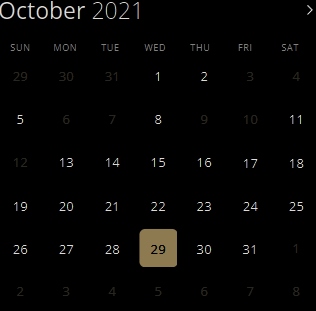 October 2021
SUN MON TUE WED THU FRI SAT
29 30 31 1 2 3 4
5 6 7 8 9 10 11
12 13 14 15 16 17 18
19 20 21 22 23 24 25
26 27 28 29 30 31 1
2 3 4 5 6 7 8